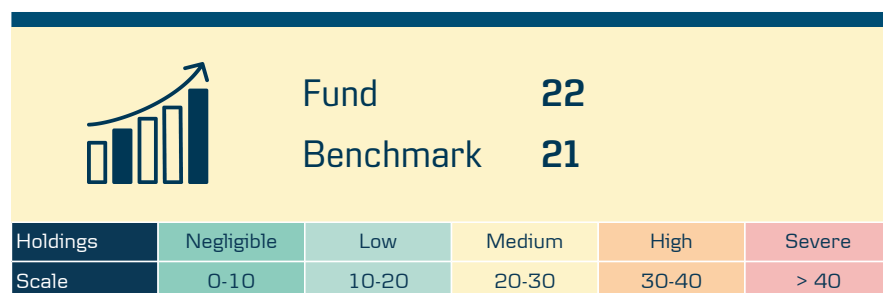 Fund 22
Benchmark 21
Holdings Negligible Low Medium High Severe
Scale 0-10 10-20 20-30 30-40 > 40